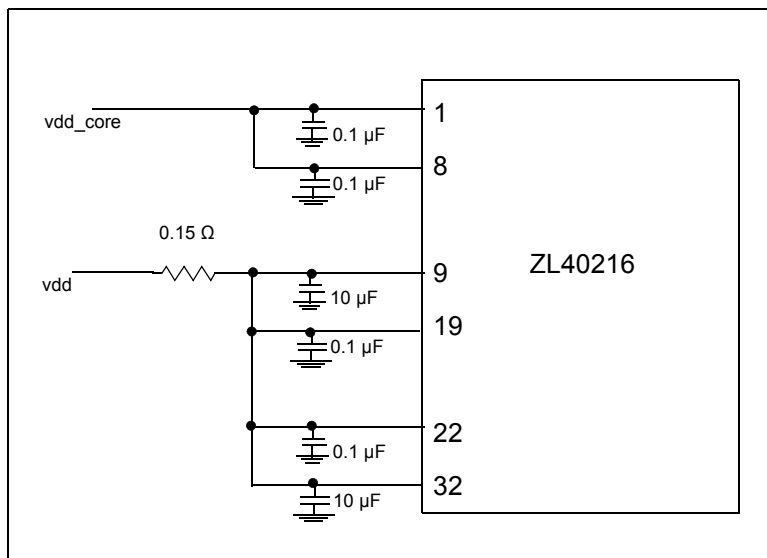 vdd_core
1
0.1 µF
8
0.1 µF
0.15 Ω
vdd
9
ZL40216
10 µF
19
0.1 µF
22
0.1 µF
32
10 µF